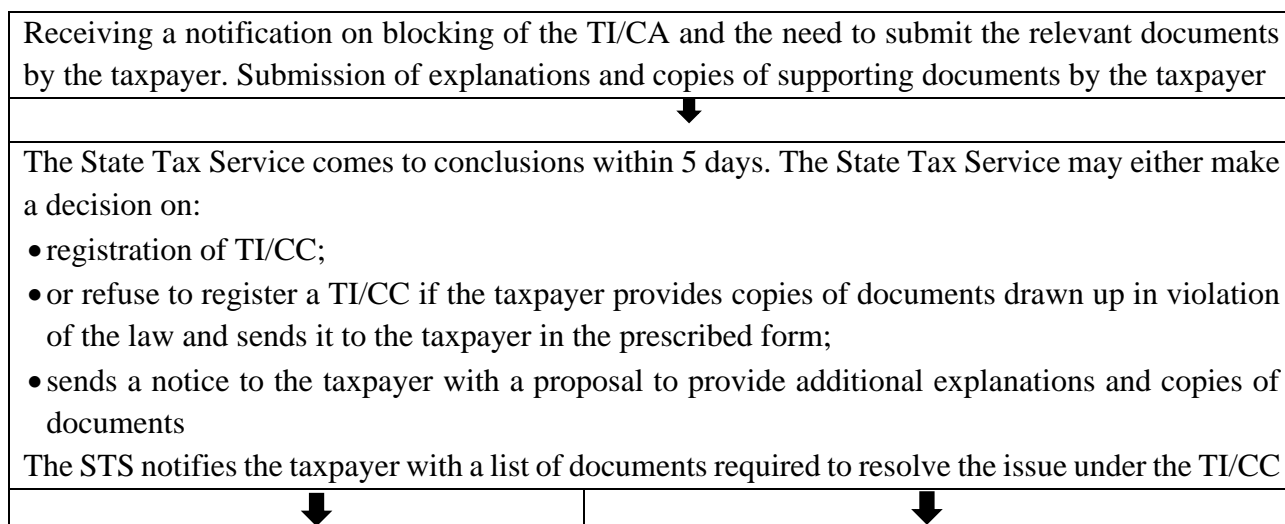 Receiving a notification on blocking of the TI/CA and the need to submit the relevant documents
by the taxpayer. Submission of explanations and copies of supporting documents by the taxpayer
The State Tax Service comes to conclusions within 5 days. The State Tax Service may either make
a decision on:
• registration of TI/CC;
• or refuse to register a TI/CC if the taxpayer provides copies of documents drawn up in violation
of the law and sends it to the taxpayer in the prescribed form;
• sends a notice to the taxpayer with a proposal to provide additional explanations and copies of
documents
The STS notifies the taxpayer with a list of documents required to resolve the issue under the TI/CC